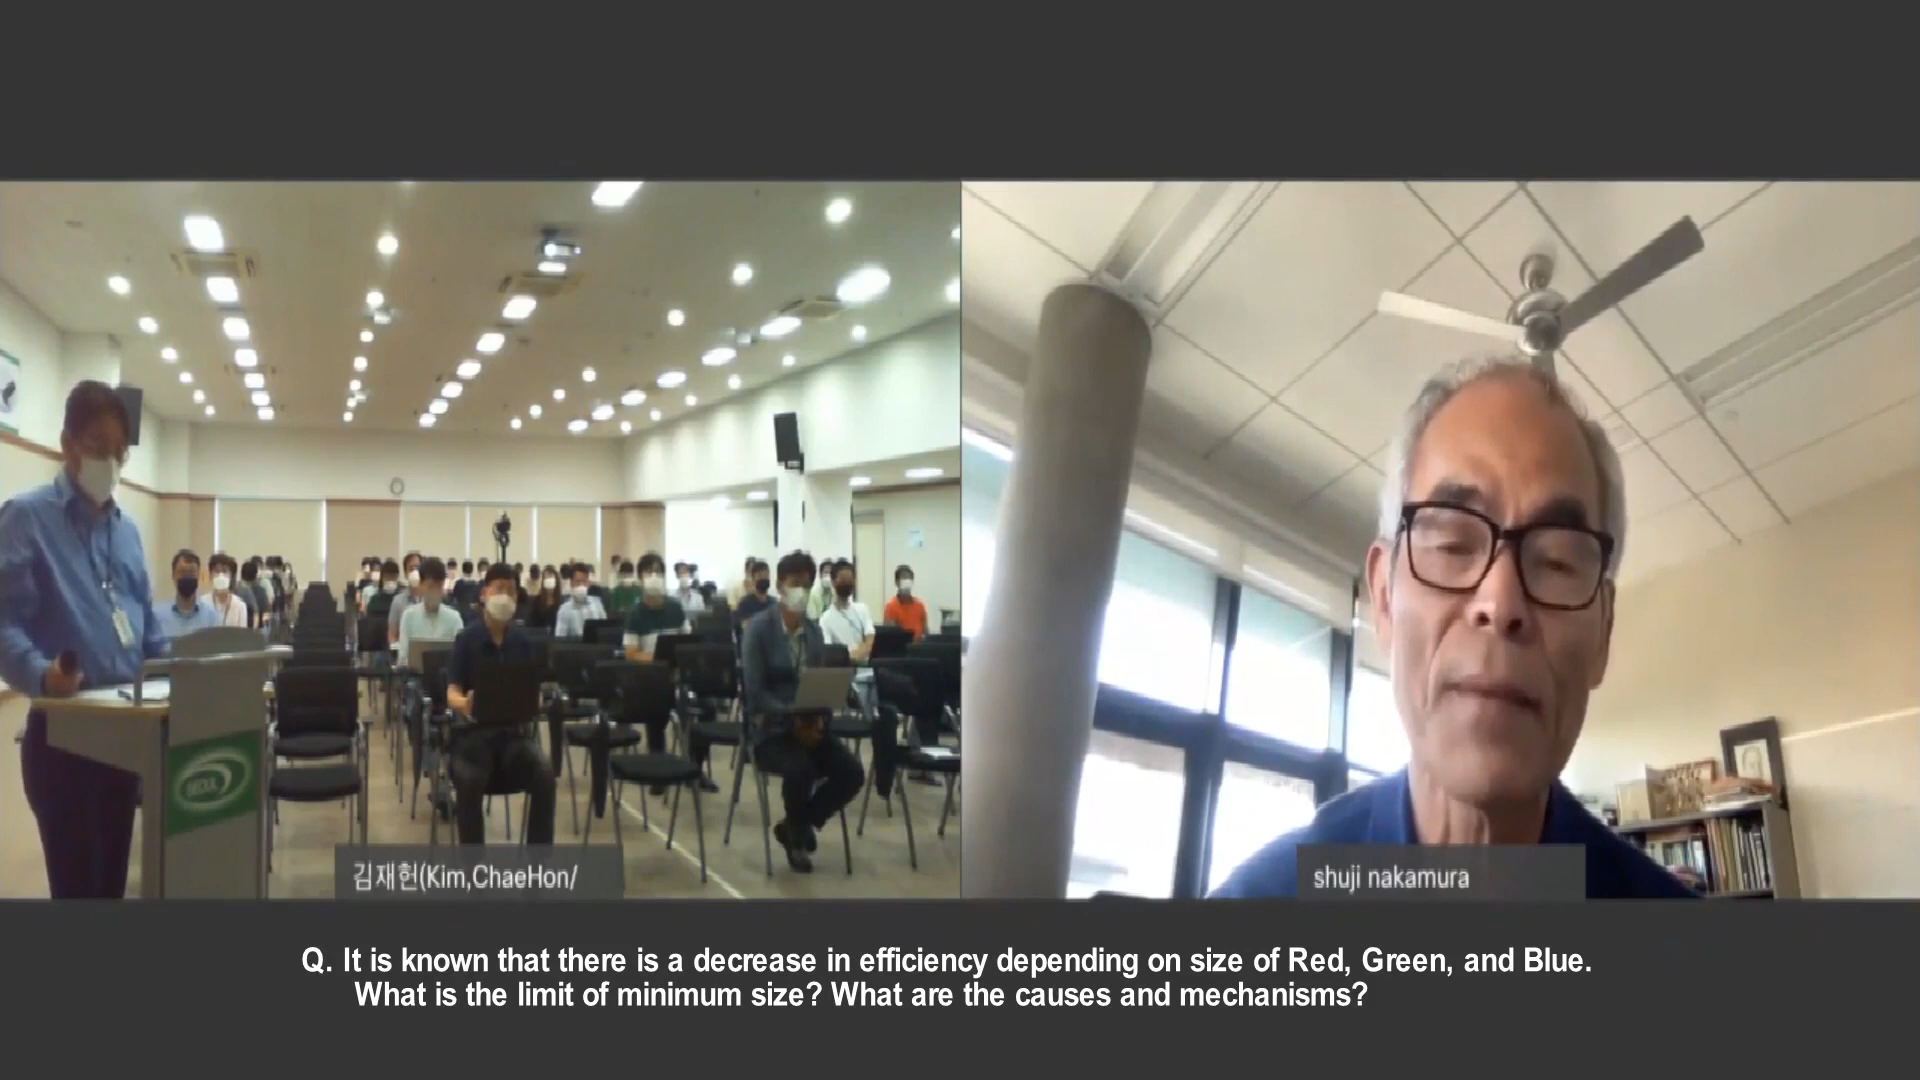 김재헌(Kim,ChaeHon/
shuji nakamura
Q. It is known that there is a decrease in efficiency depending on size of Red, Green, and Blue.
What is the limit of minimum size? What are the causes and mechanisms?